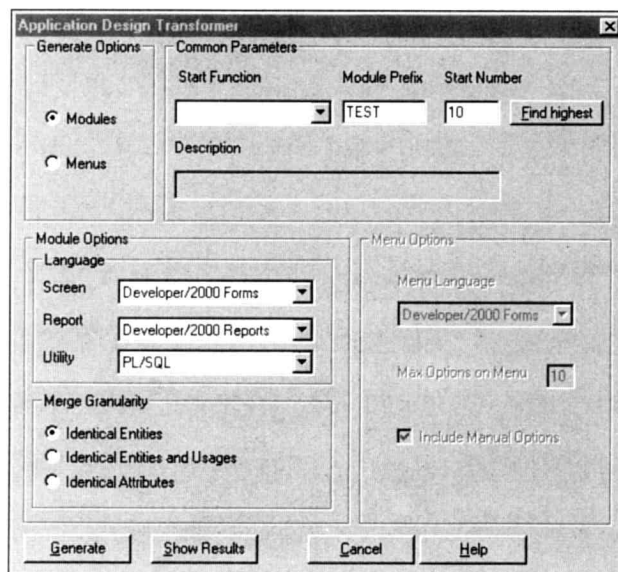 Application Design Transformer
Generate Options
Modules
Menus
Common Parameters
Start Function
Module Prefix
Start Number
TEST
10
Find highest
Description
Module Options
Language
Screen
Developer/2000 Forms
Report
Developer/2000 Reports
Utility
PL/SQL
Merge Granularity
Identical Entities
Identical Entities and Usages
Identical Attributes
Menu Options
Menu Language
Developer/2000 Forms
Max Options on Menu
10
Include Manual Options
Generate
Show Results
Cancel
Help